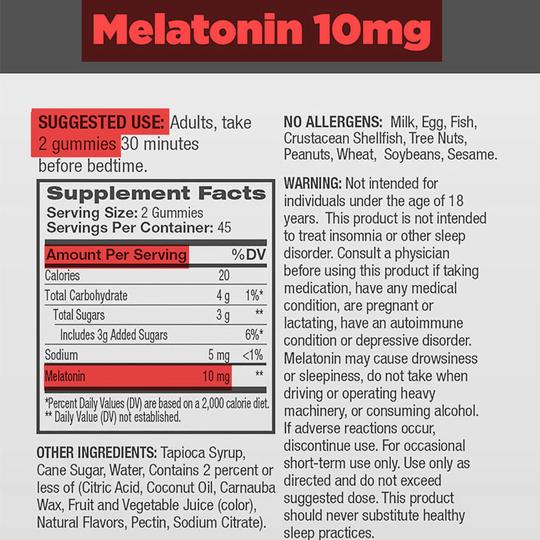 Melatonin 10mg
SUGGESTED USE: Adults, take
2 gummies 30 minutes
before bedtime.
Supplement Facts
Serving Size: 2 Gummies
Servings Per Container: 45
Amount Per Serving %DV
Calories 20
Total Carbohydrate 4 g 1%*
Total Sugars 3 g **
Includes 3g Added Sugars 6%*
Sodium 5 mg <1%
Melatonin 10 mg **
*Percent Daily Values (DV) are based on a 2,000 calorie diet.
** Daily Value (DV) not established.
OTHER INGREDIENTS: Tapioca Syrup,
Cane Sugar, Water, Contains 2 percent or
less of (Citric Acid, Coconut Oil, Carnauba
Wax, Fruit and Vegetable Juice (color),
Natural Flavors, Pectin, Sodium Citrate).
NO ALLERGENS: Milk, Egg, Fish,
Crustacean Shellfish, Tree Nuts,
Peanuts, Wheat, Soybeans, Sesame.
WARNING: Not intended for
individuals under the age of 18
years. This product is not intended
to treat insomnia or other sleep
disorder. Consult a physician
before using this product if taking
medication, have any medical
condition, are pregnant or
lactating, have an autoimmune
condition or depressive disorder.
Melatonin may cause drowsiness
or sleepiness, do not take when
driving or operating heavy
machinery, or consuming alcohol.
If adverse reactions occur,
discontinue use. For occasional
short-term use only. Use only as
directed and do not exceed
suggested dose. This product
should never substitute healthy
sleep practices.